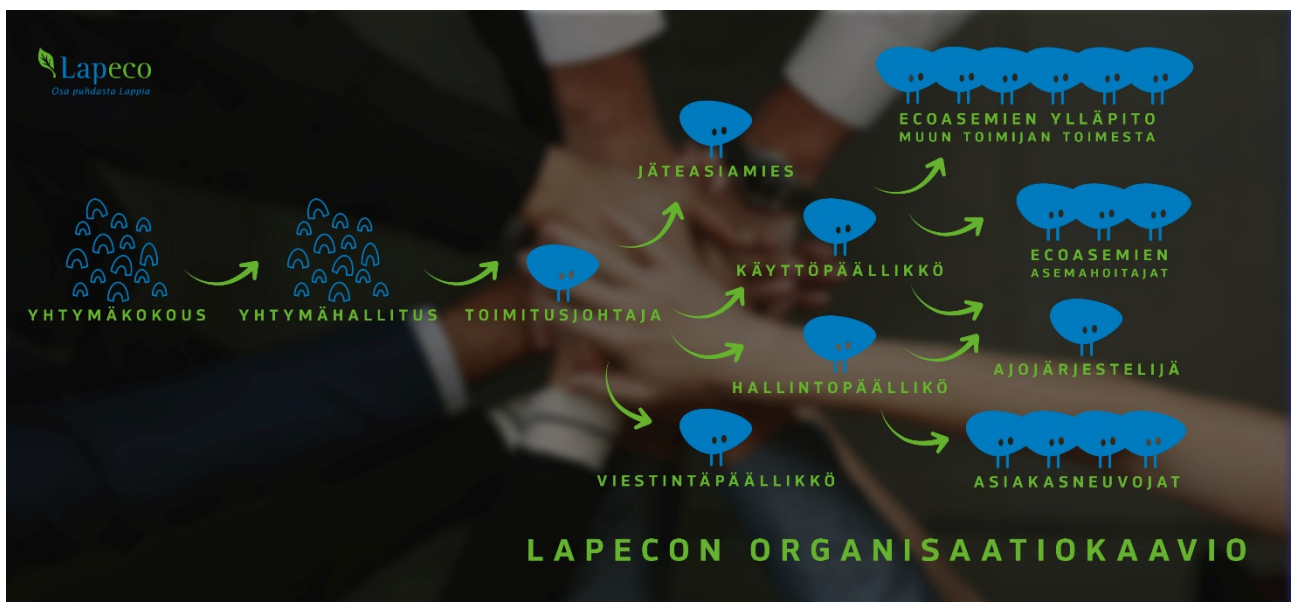 Lapeco
Osa puhdasta Lappia
ECOASEMIEN YLLÄPITO
MUUN TOIMIJAN TOIMESTA
JÄTEASIAMIES
ECOASEMIEN
ASEMAHOITAJAT
KÄYTTÖPÄÄLLIKKÖ
YHTYMÄKOKOUS
YHTYMÄHALLITUS
TOIMITUSJOHTAJA
AJOJÄRJESTELIJÄ
HALLINTOPÄÄLLIKÖ
VIESTINTÄPÄÄLLIKKÖ
ASIAKASNEUVOJAT
LAPECON ORGANISAATIOKAAVIO